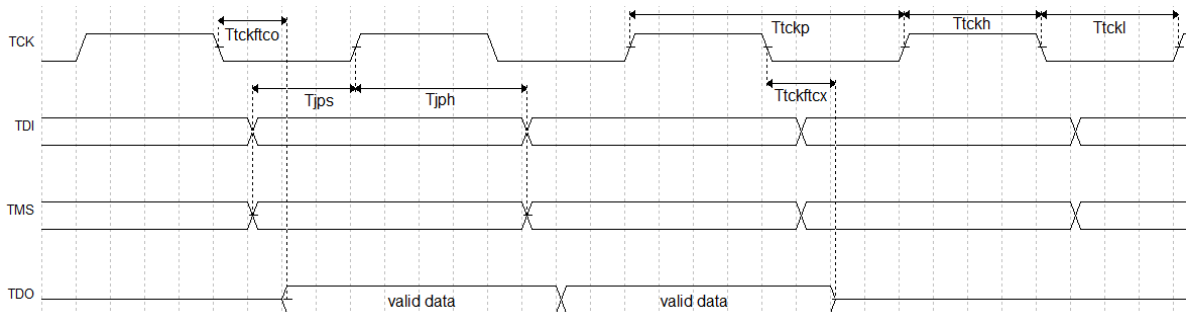 Ttckftco
Ttckp
Ttckh
Ttckl
TCK
Tjps
Tjph
Ttckftcx
TDI
TMS
TDO
valid data
valid data